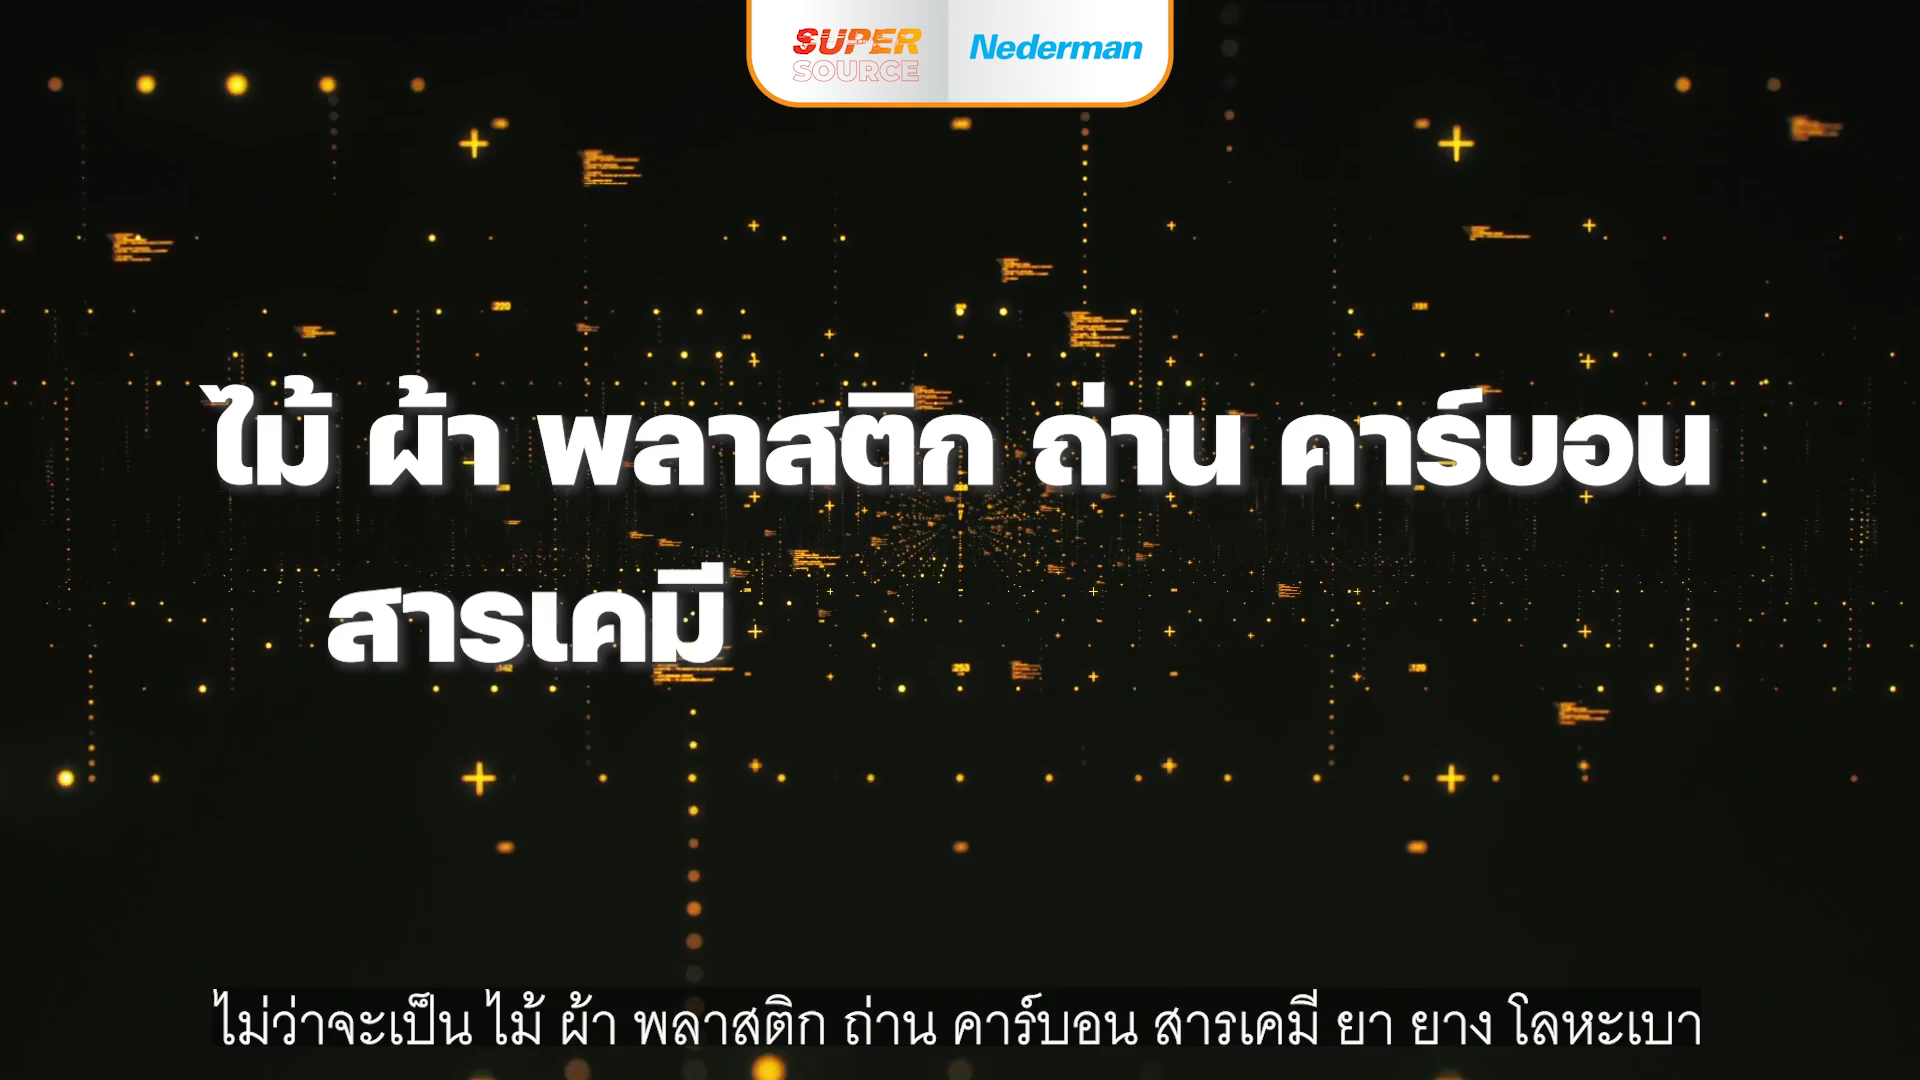 SUPER
SOURCE
Nederman
ไม้ ผ้า พลาสติก ถ่าน คาร์บอน
สารเคมี
ไม่ว่าจะเป็น ไม้ ผ้า พลาสติก ถ่าน คาร์บอน สารเคมี ยา ยาง โลหะเบา